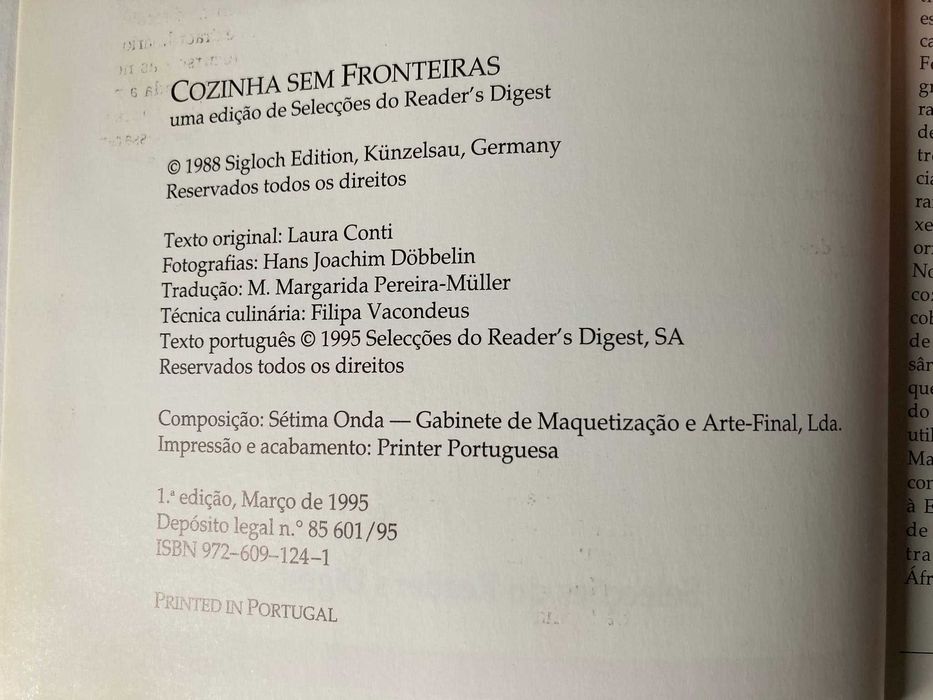 COZINHA SEM FRONTEIRAS
uma edição de Selecções do Reader's Digest
© 1988 Sigloch Edition, Künzelsau, Germany
Reservados todos os direitos
Texto original: Laura Conti
Fotografias: Hans Joachim Döbbelin
Tradução: M. Margarida Pereira-Müller
Técnica culinária: Filipa Vacondeus
Texto português © 1995 Selecções do Reader's Digest, SA
Reservados todos os direitos
Composição: Sétima Onda — Gabinete de Maquetização e Arte-Final, Lda.
Impressão e acabamento: Printer Portuguesa
1.ª edição, Março de 1995
Depósito legal n.º 85 601/95
ISBN 972–609–124–1
PRINTED IN PORTUGAL